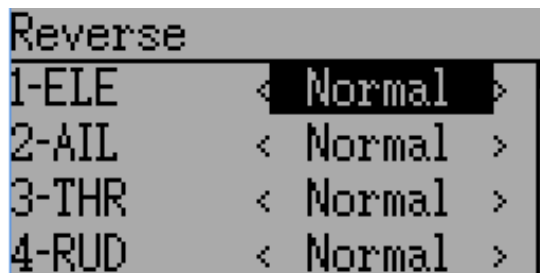 Reverse
1-ELE < Normal >
2-AIL < Normal >
3-THR < Normal >
4-RUD < Normal >